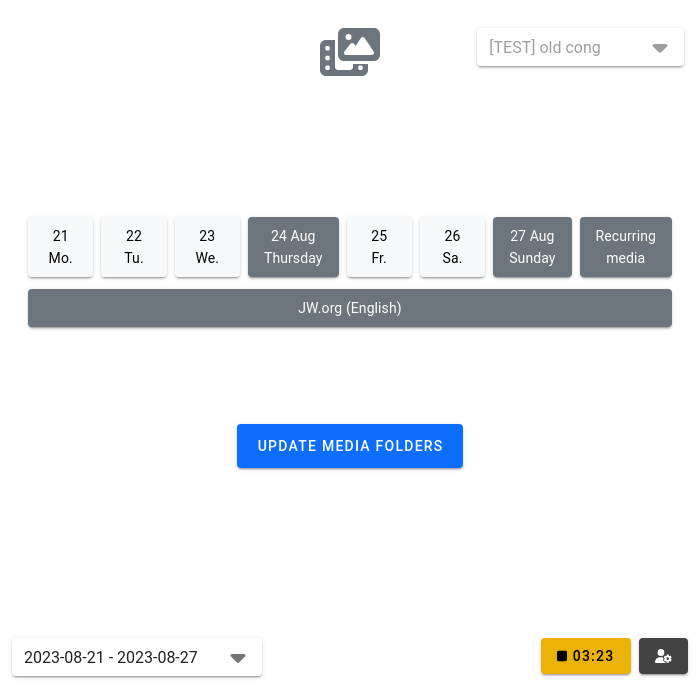 [TEST] old cong
21
Mo.
22
Tu.
23
We.
24 Aug
Thursday
25
Fr.
26
Sa.
27 Aug
Sunday
Recurring
media
JW.org (English)
UPDATE MEDIA FOLDERS
2023-08-21 - 2023-08-27
03:23